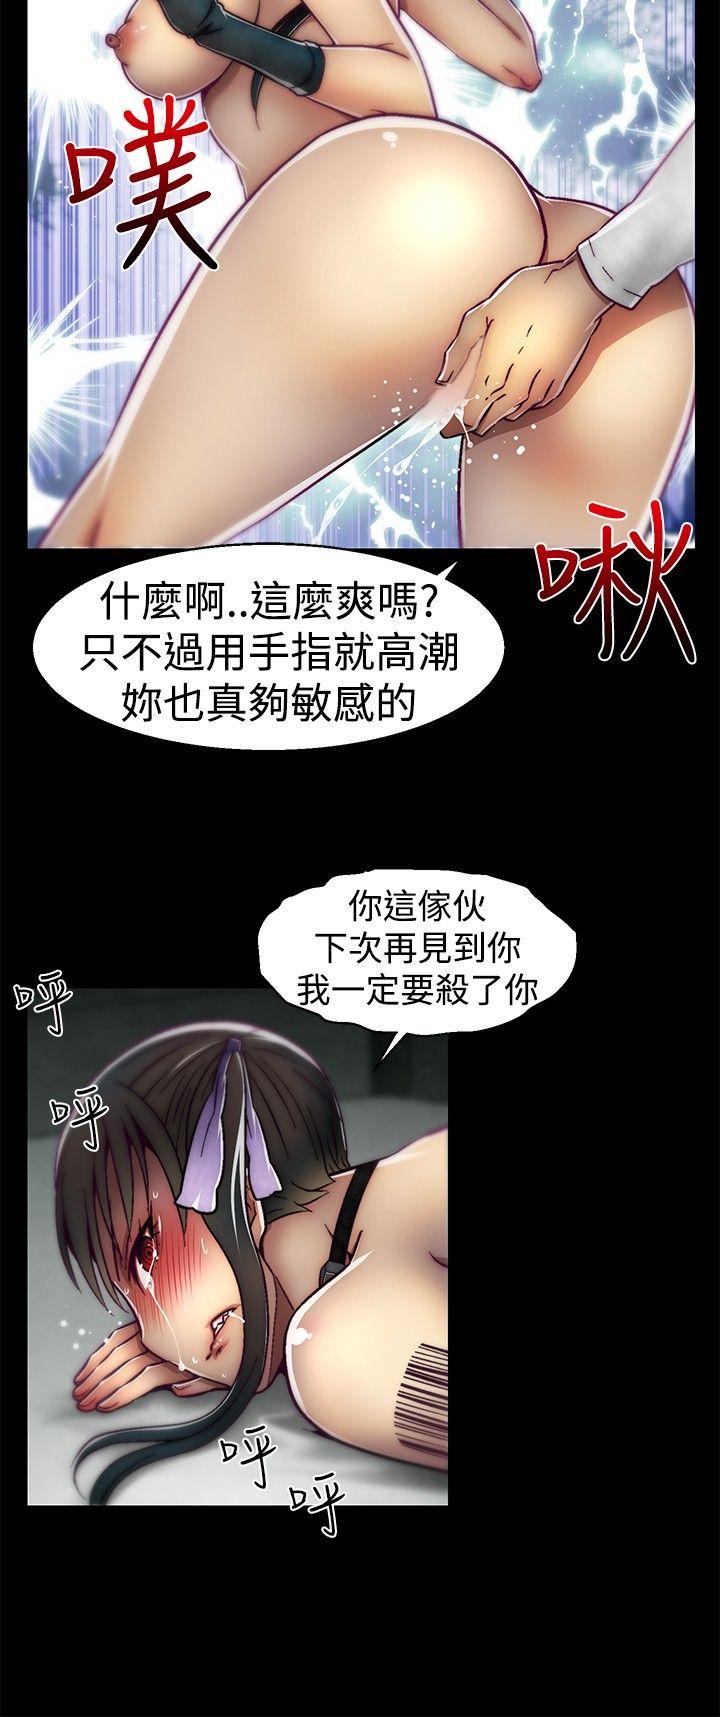 噗
啾
什麼啊..這麼爽嗎?
只不過用手指就高潮
妳也真夠敏感的
你這傢伙
下次再見到你
我一定要殺了你
呼
呼
呼
呼